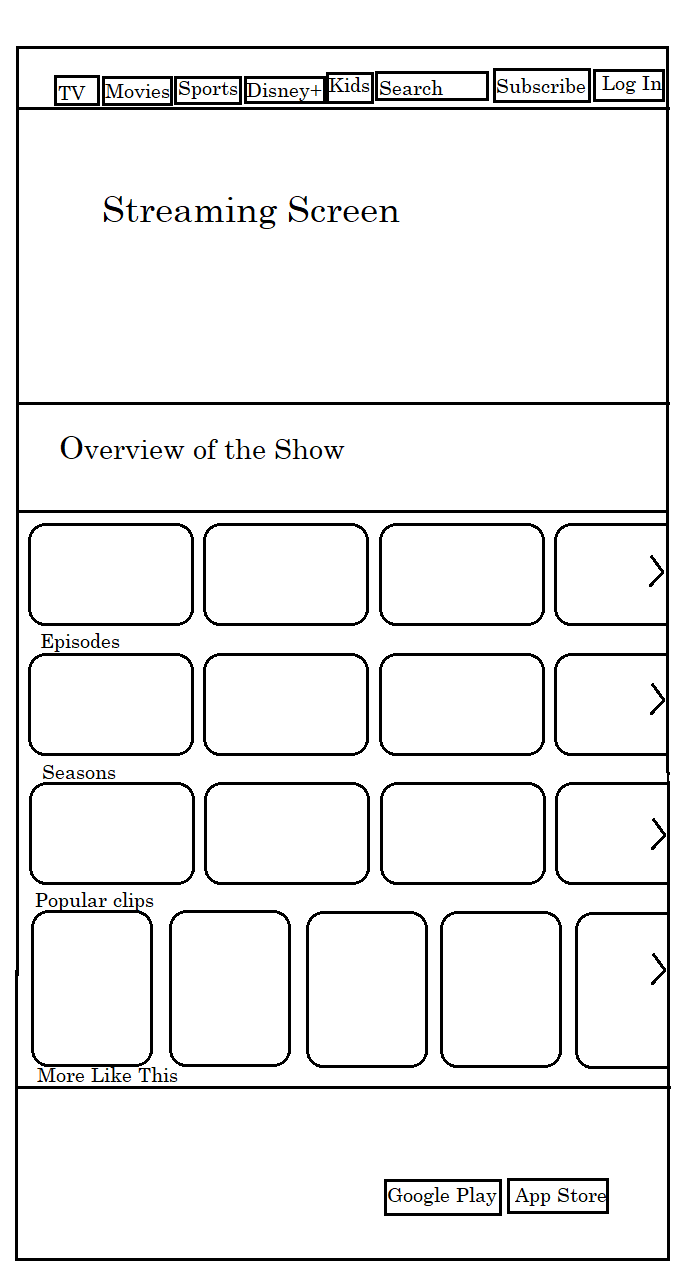 TV Movies Sports Disney+ Kids Search Subscribe Log In
Streaming Screen
Overview of the Show
Episodes
Seasons
Popular clips
More Like This
Google Play App Store